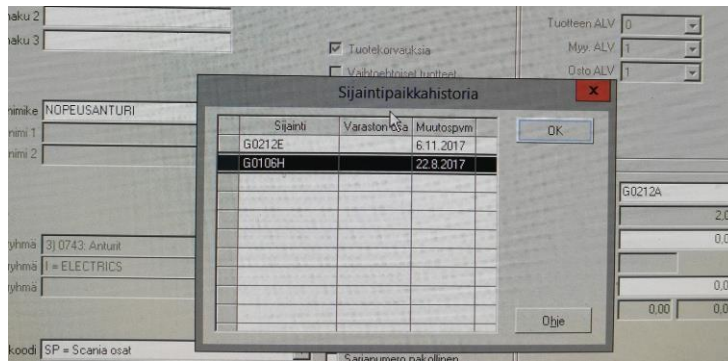 naku 2
naku 3
Tuotteen ALV 0
Myy. ALV 1
Osto ALV 1
Tuotekorvauksia
Vaihtoehtoiset tuotteet
Sijaintipaikkahistoria
x
nimike NOPEUSANTURI
nimi 1
nimi 2
Sijainti Varaston osa Muutospvm
G0212E 6.11.2017
G0106H 22.8.2017
OK
G0212A
2,0
ryhmä 3) 0743: Anturit
0,0
ryhmä I = ELECTRICS
ryhmä
0,0
0,00 0,0
Ohje
koodi SP = Scania osat
Sarjanumero pakollinen